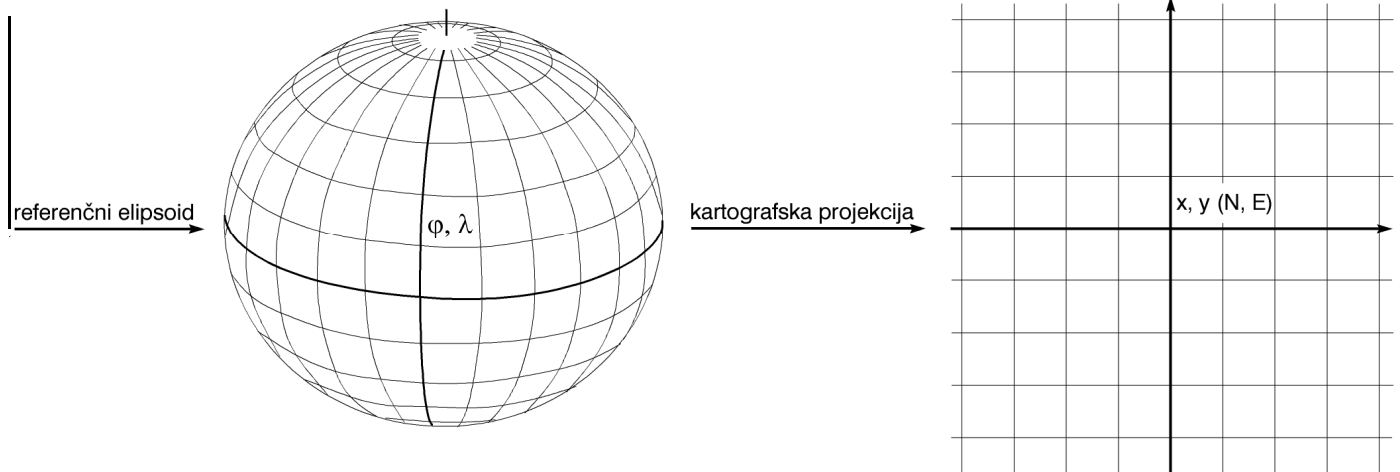 referenčni elipsoid
φ, λ
kartografska projekcija
x, y (N, E)